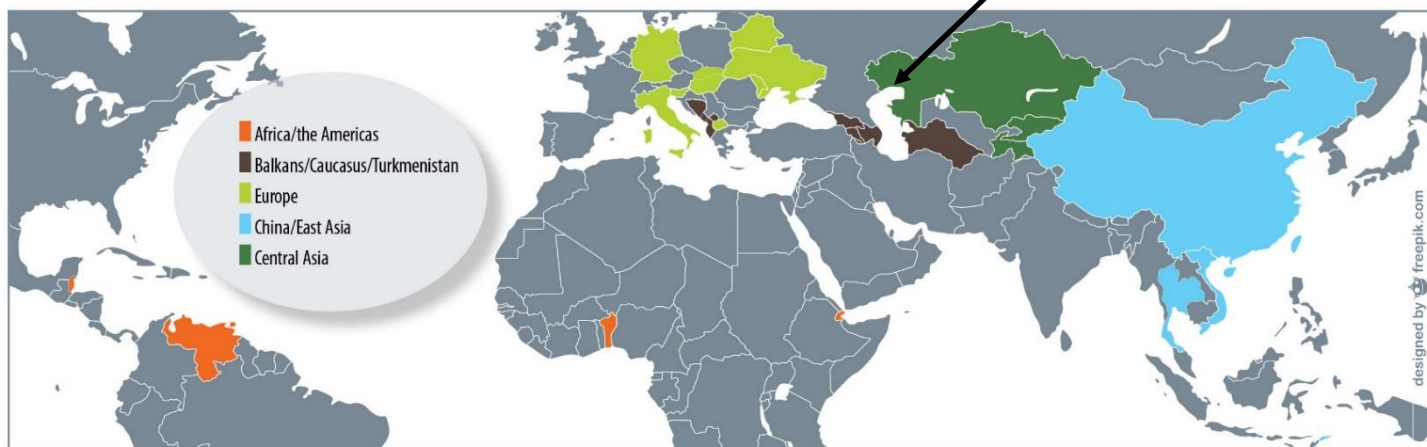 Africa/the Americas
Balkans/Caucasus/Turkmenistan
Europe
China/East Asia
Central Asia
designed by freepik.com